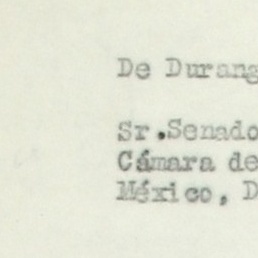 De Durang
Sr.Senado
Cámara de
México, D